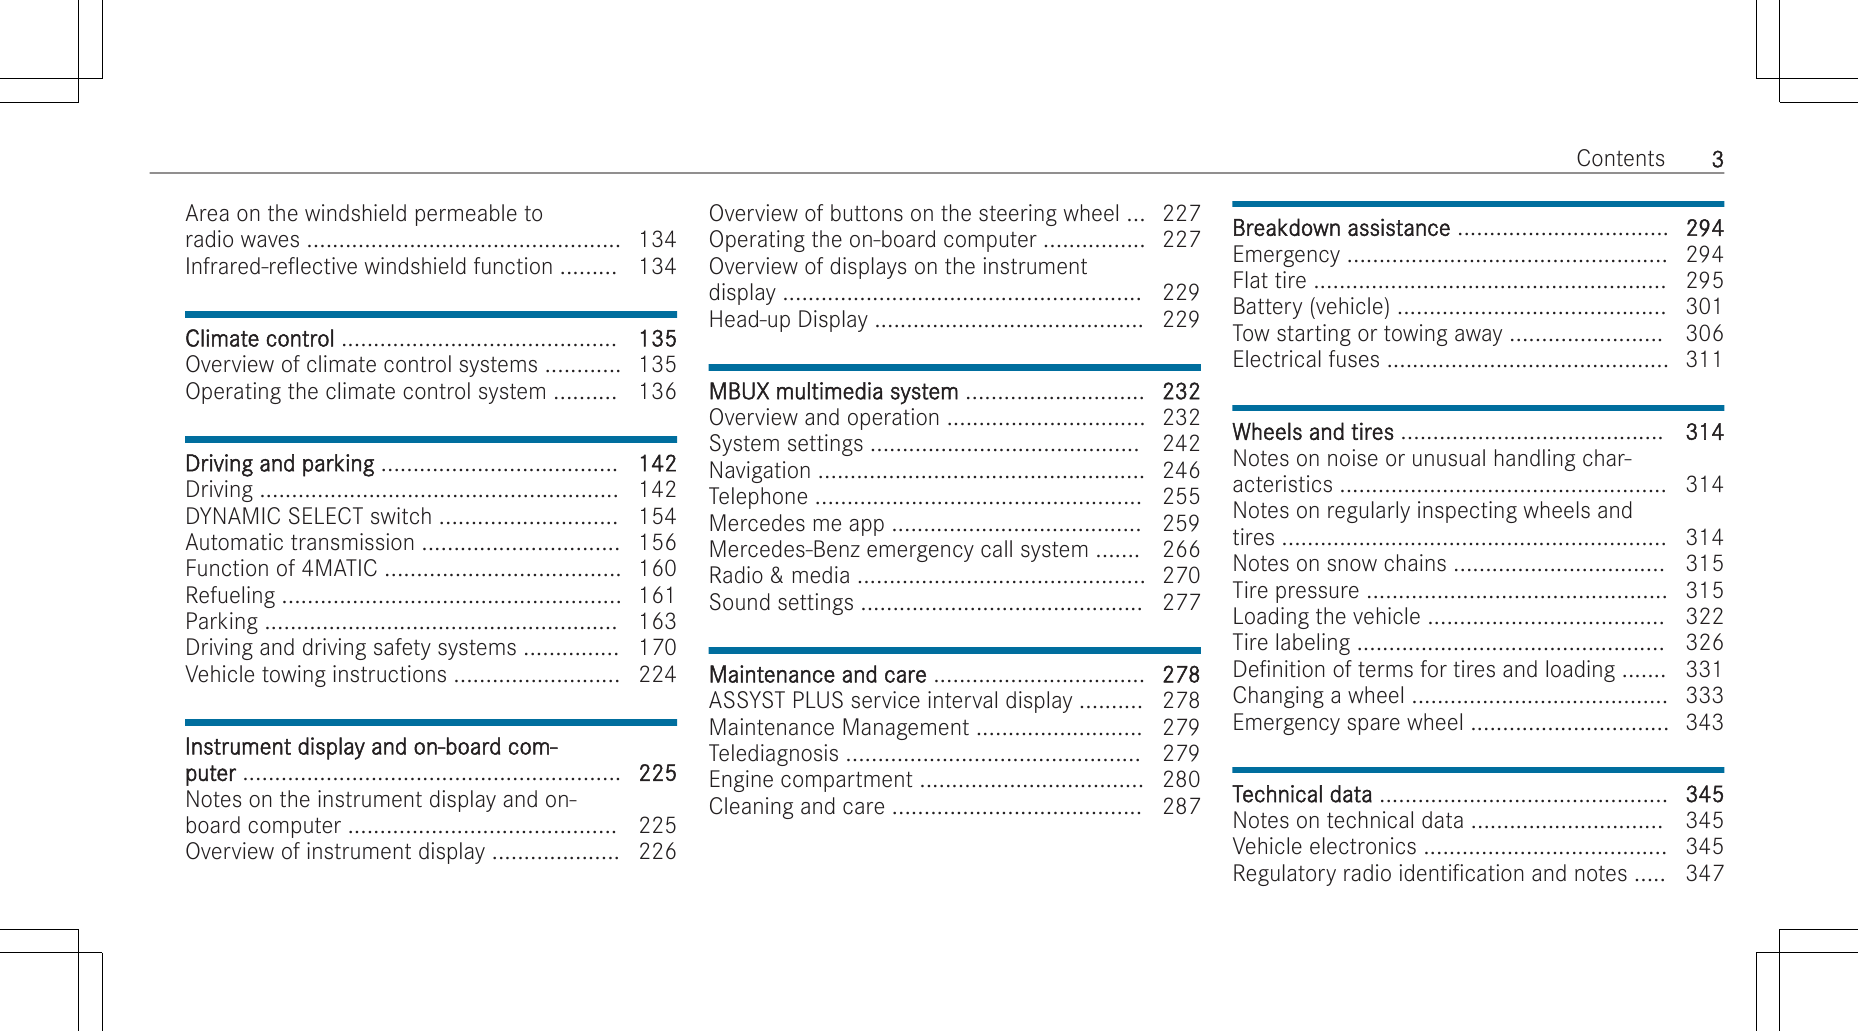 Contents 3
Area on the windshield permeable to
radio waves ................................................. 134
Infrared-reflective windshield function ......... 134
Climate control ........................................... 135
Overview of climate control systems ............ 135
Operating the climate control system .......... 136
Driving and parking ..................................... 142
Driving ........................................................ 142
DYNAMIC SELECT switch ............................ 154
Automatic transmission ............................... 156
Function of 4MATIC ..................................... 160
Refueling ..................................................... 161
Parking ....................................................... 163
Driving and driving safety systems ............... 170
Vehicle towing instructions .......................... 224
Instrument display and on-board com-
puter ........................................................... 225
Notes on the instrument display and on-
board computer .......................................... 225
Overview of instrument display .................... 226
Overview of buttons on the steering wheel ... 227
Operating the on-board computer ................ 227
Overview of displays on the instrument
display ........................................................ 229
Head-up Display .......................................... 229
MBUX multimedia system ............................ 232
Overview and operation ............................... 232
System settings .......................................... 242
Navigation ................................................... 246
Telephone ................................................... 255
Mercedes me app ....................................... 259
Mercedes-Benz emergency call system ....... 266
Radio & media ............................................. 270
Sound settings ............................................ 277
Maintenance and care ................................. 278
ASSYST PLUS service interval display .......... 278
Maintenance Management .......................... 279
Telediagnosis .............................................. 279
Engine compartment ................................... 280
Cleaning and care ....................................... 287
Breakdown assistance ................................. 294
Emergency .................................................. 294
Flat tire ....................................................... 295
Battery (vehicle) .......................................... 301
Tow starting or towing away ........................ 306
Electrical fuses ............................................ 311
Wheels and tires ......................................... 314
Notes on noise or unusual handling char-
acteristics ................................................... 314
Notes on regularly inspecting wheels and
tires ............................................................ 314
Notes on snow chains ................................. 315
Tire pressure ............................................... 315
Loading the vehicle ..................................... 322
Tire labeling ................................................ 326
Definition of terms for tires and loading ....... 331
Changing a wheel ........................................ 333
Emergency spare wheel ............................... 343
Technical data ............................................. 345
Notes on technical data .............................. 345
Vehicle electronics ...................................... 345
Regulatory radio identification and notes ..... 347